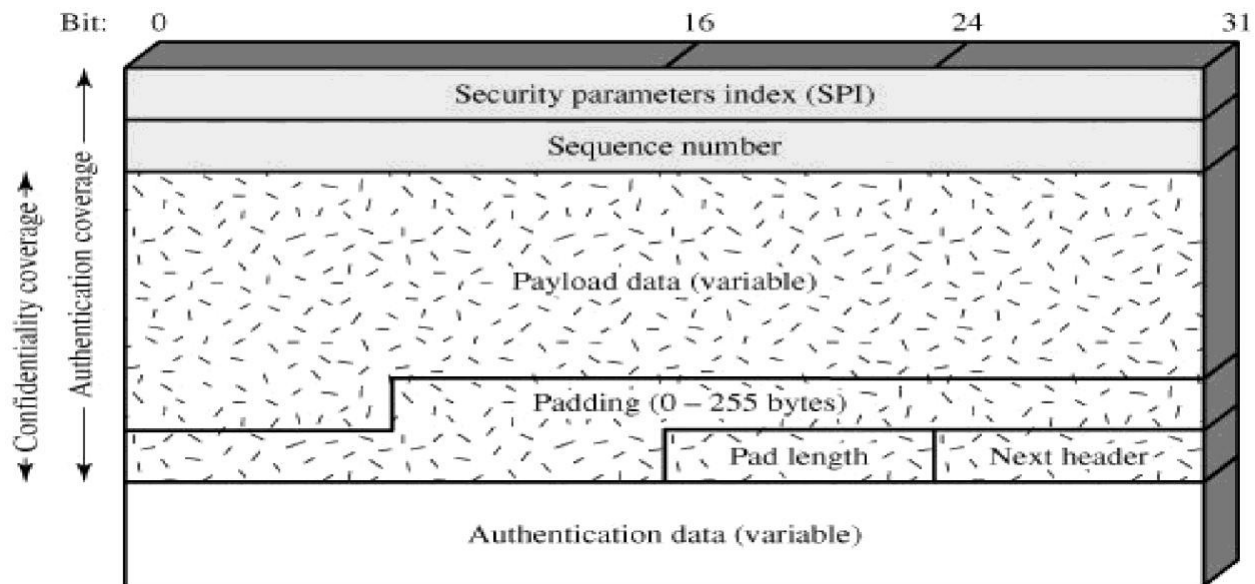 Bit: 0 16 24 31
Security parameters index (SPI)
Sequence number
Confidentiality coverage
Authentication coverage
Payload data (variable)
Padding (0 – 255 bytes)
Pad length
Next header
Authentication data (variable)